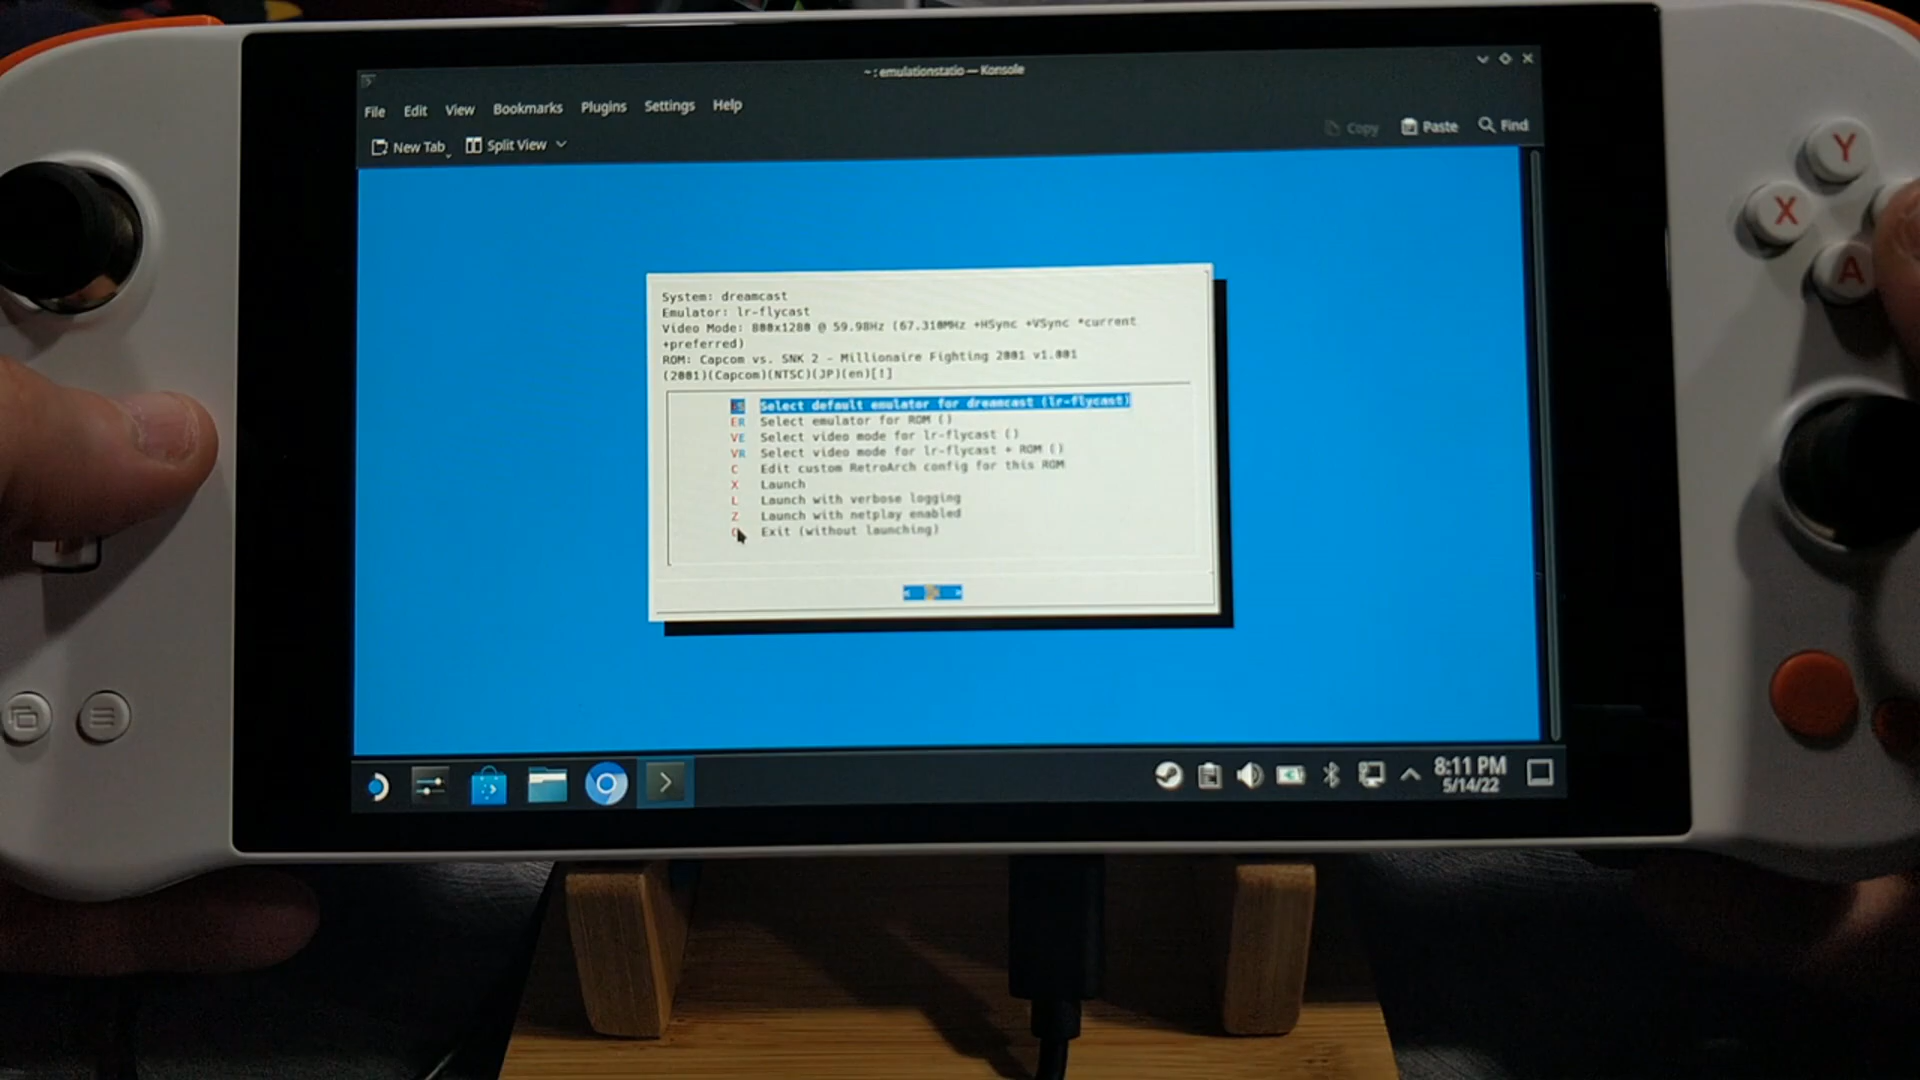 ~ : emulationstatio — Konsole
File Edit View Bookmarks Plugins Settings Help
New Tab Split View Copy Paste Find
System: dreamcast
Emulator: lr-flycast
Video Mode: 800x1280 @ 59.98Hz (67.310MHz +HSync +VSync *current
+preferred)
ROM: Capcom vs. SNK 2 - Millionaire Fighting 2001 v1.001
(2001)(Capcom)(NTSC)(JP)(en)[!]
Select default emulator for dreamcast (lr-flycast)
ER Select emulator for ROM ()
VE Select video mode for lr-flycast ()
VR Select video mode for lr-flycast + ROM ()
C Edit custom RetroArch config for this ROM
X Launch
L Launch with verbose logging
Z Launch with netplay enabled
Exit (without launching)
8:11 PM
5/14/22
Y
X
A